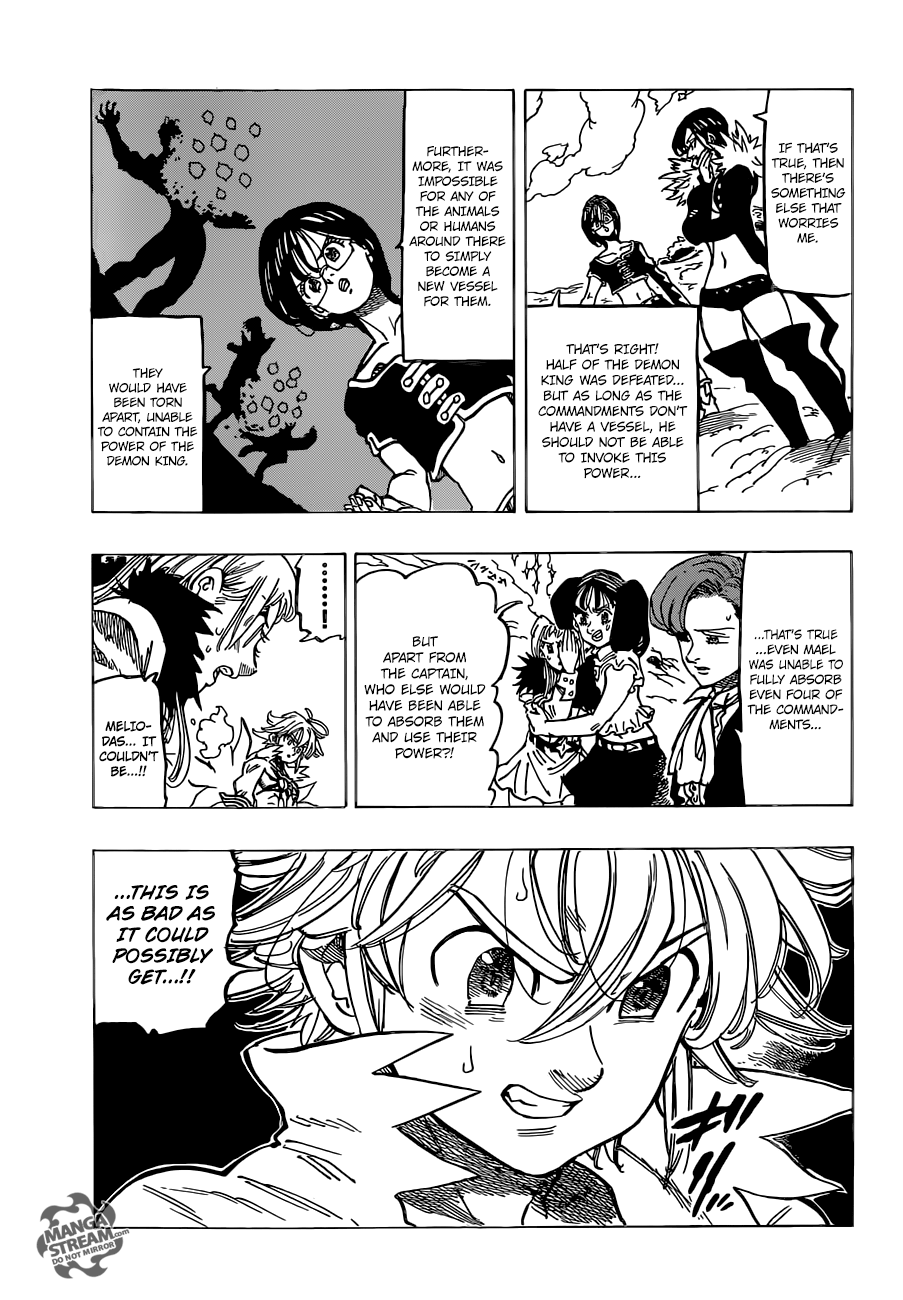 IF THAT'S
TRUE, THEN
THERE'S
SOMETHING
ELSE THAT
WORRIES
ME.
THAT'S RIGHT!
HALF OF THE DEMON
KING WAS DEFEATED...
BUT AS LONG AS THE
COMMANDMENTS DON'T
HAVE A VESSEL, HE
SHOULD NOT BE ABLE
TO INVOKE THIS
POWER...
FURTHER-
MORE, IT WAS
IMPOSSIBLE
FOR ANY OF
THE ANIMALS
OR HUMANS
AROUND THERE
TO SIMPLY
BECOME A
NEW VESSEL
FOR THEM.
THEY
WOULD HAVE
BEEN TORN
APART, UNABLE
TO CONTAIN THE
POWER OF THE
DEMON KING.
...THAT'S TRUE
...EVEN MAEL
WAS UNABLE TO
FULLY ABSORB
EVEN FOUR OF
THE COMMAND-
MENTS...
BUT
APART FROM
THE CAPTAIN,
WHO ELSE WOULD
HAVE BEEN ABLE
TO ABSORB THEM
AND USE THEIR
POWER?!
MELIO-
DAS... IT
COULDN'T
BE...!!
...THIS IS
AS BAD AS
IT COULD
POSSIBLY
GET...!!
ギリッ
MANGA
STREAM.com
DO NOT MIRROR